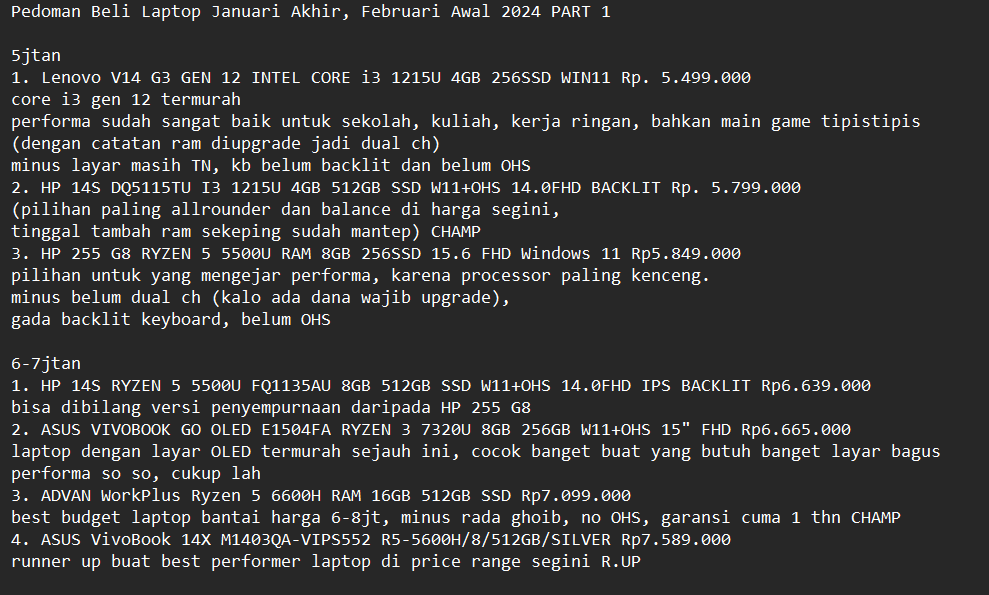 Pedoman Beli Laptop Januari Akhir, Februari Awal 2024 PART 1
5jtan
1. Lenovo V14 G3 GEN 12 INTEL CORE i3 1215U 4GB 256SSD WIN11 Rp. 5.499.000
core i3 gen 12 termurah
performa sudah sangat baik untuk sekolah, kuliah, kerja ringan, bahkan main game tipistipis
(dengan catatan ram diupgrade jadi dual ch)
minus layar masih TN, kb belum backlit dan belum OHS
2. HP 14S DQ5115TU I3 1215U 4GB 512GB SSD W11+OHS 14.0FHD BACKLIT Rp. 5.799.000
(pilihan paling allrounder dan balance di harga segini,
tinggal tambah ram sekeping sudah mantep) CHAMP
3. HP 255 G8 RYZEN 5 5500U RAM 8GB 256SSD 15.6 FHD Windows 11 Rp5.849.000
pilihan untuk yang mengejar performa, karena processor paling kenceng.
minus belum dual ch (kalo ada dana wajib upgrade),
gada backlit keyboard, belum OHS
6-7jtan
1. HP 14S RYZEN 5 5500U FQ1135AU 8GB 512GB SSD W11+OHS 14.0FHD IPS BACKLIT Rp6.639.000
bisa dibilang versi penyempurnaan daripada HP 255 G8
2. ASUS VIVOBOOK GO OLED E1504FA RYZEN 3 7320U 8GB 256GB W11+OHS 15" FHD Rp6.665.000
laptop dengan layar OLED termurah sejauh ini, cocok banget buat yang butuh banget layar bagus
performa so so, cukup lah
3. ADVAN WorkPlus Ryzen 5 6600H RAM 16GB 512GB SSD Rp7.099.000
best budget laptop bantai harga 6-8jt, minus rada ghoib, no OHS, garansi cuma 1 thn CHAMP
4. ASUS VivoBook 14X M1403QA-VIPS552 R5-5600H/8/512GB/SILVER Rp7.589.000
runner up buat best performer laptop di price range segini R.UP